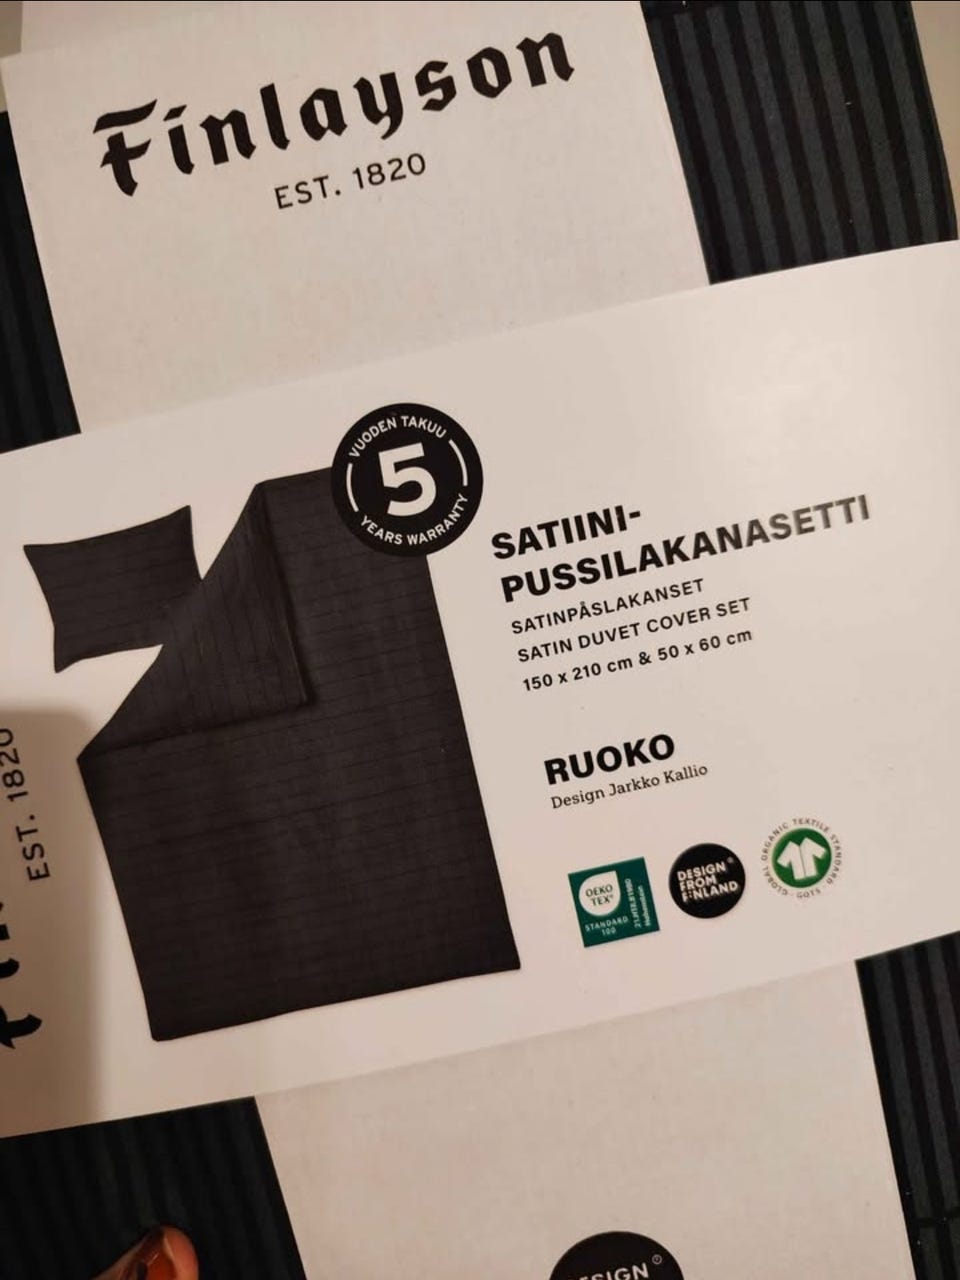 Finlayson
EST. 1820
VUODEN TAKUU
5
YEARS WARRANTY
SATIINI-
PUSSILAKANASETTI
SATINPÅSLAKANSET
SATIN DUVET COVER SET
150 x 210 cm & 50 x 60 cm
RUOKO
Design Jarkko Kallio
OEKO
TEX®
STANDARD
100
Hohenstein
DESIGN®
FROM
FINLAND
GLOBAL ORGANIC TEXTILE STANDARD
GOTS
EST. 1820